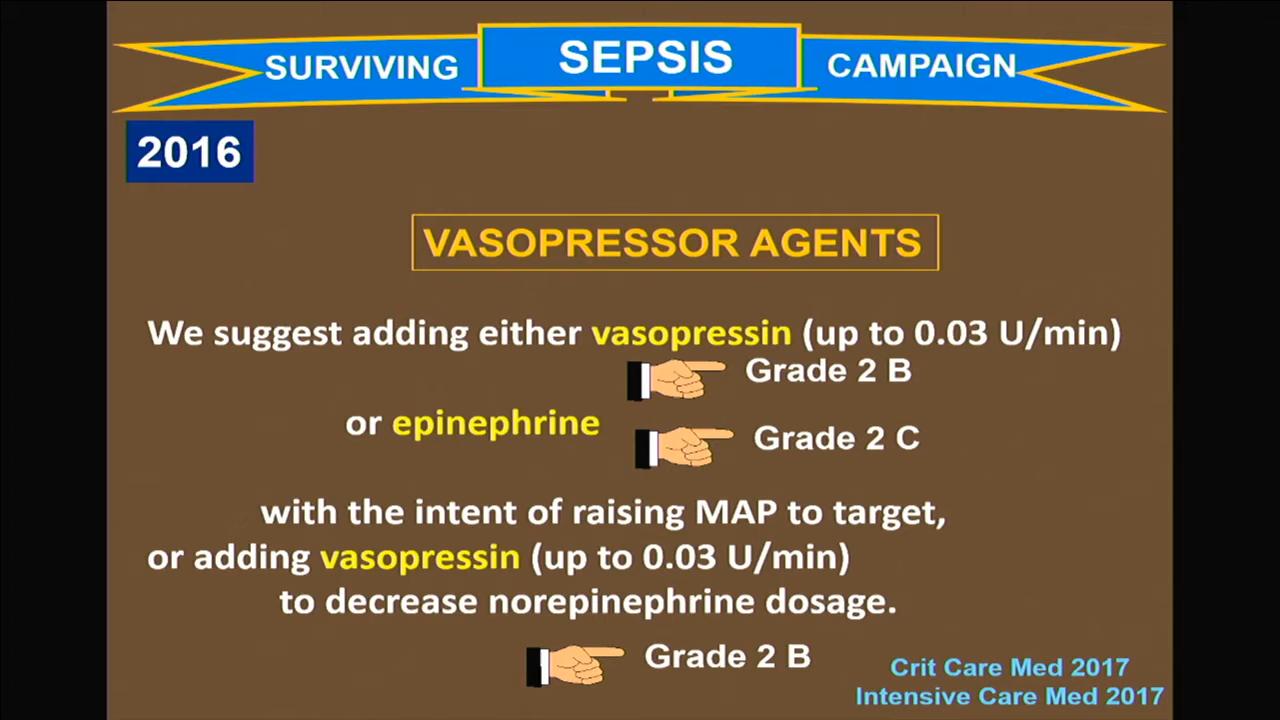 SURVIVING SEPSIS CAMPAIGN
2016
VASOPRESSOR AGENTS
We suggest adding either vasopressin (up to 0.03 U/min)
Grade 2 B
or epinephrine
Grade 2 C
with the intent of raising MAP to target,
or adding vasopressin (up to 0.03 U/min)
to decrease norepinephrine dosage.
Grade 2 B
Crit Care Med 2017
Intensive Care Med 2017